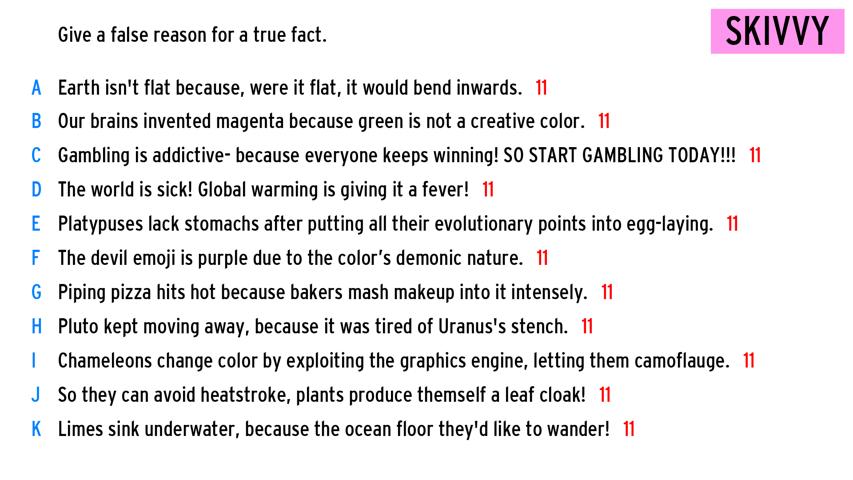 Give a false reason for a true fact.
SKIVVY
A Earth isn't flat because, were it flat, it would bend inwards. 11
B Our brains invented magenta because green is not a creative color. 11
C Gambling is addictive- because everyone keeps winning! SO START GAMBLING TODAY!!! 11
D The world is sick! Global warming is giving it a fever! 11
E Platypuses lack stomachs after putting all their evolutionary points into egg-laying. 11
F The devil emoji is purple due to the color's demonic nature. 11
G Piping pizza hits hot because bakers mash makeup into it intensely. 11
H Pluto kept moving away, because it was tired of Uranus's stench. 11
I Chameleons change color by exploiting the graphics engine, letting them camoflauge. 11
J So they can avoid heatstroke, plants produce themself a leaf cloak! 11
K Limes sink underwater, because the ocean floor they'd like to wander! 11